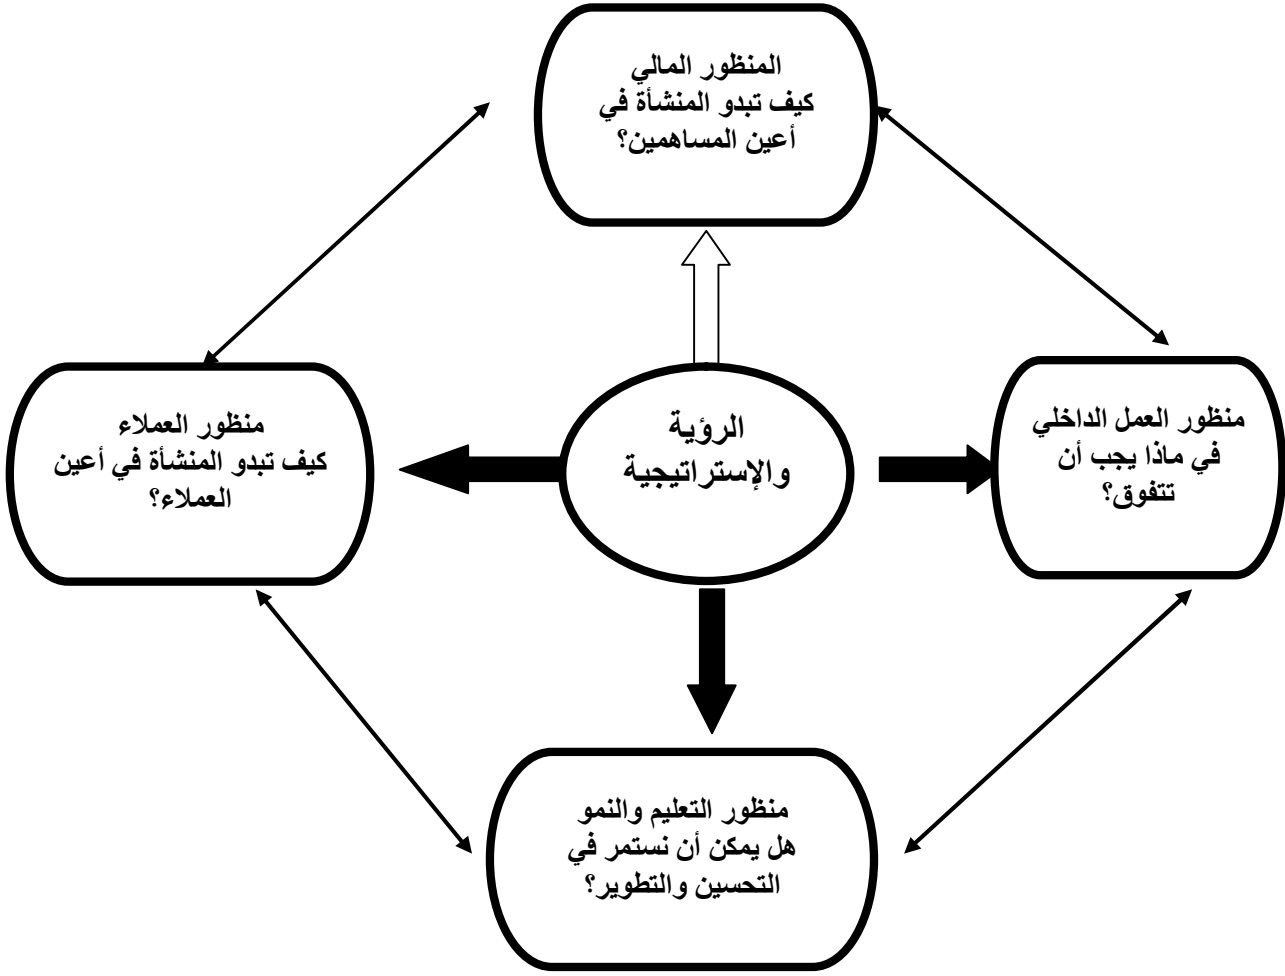 المنظور المالي
كيف تبدو المنشأة في
أعين المساهمين؟
منظور العمل الداخلي
في ماذا يجب أن
تتفوق؟
الرؤية
والإستراتيجية
منظور العملاء
كيف تبدو المنشأة في أعين
العملاء؟
منظور التعليم والنمو
هل يمكن أن نستمر في
التحسين والتطوير؟